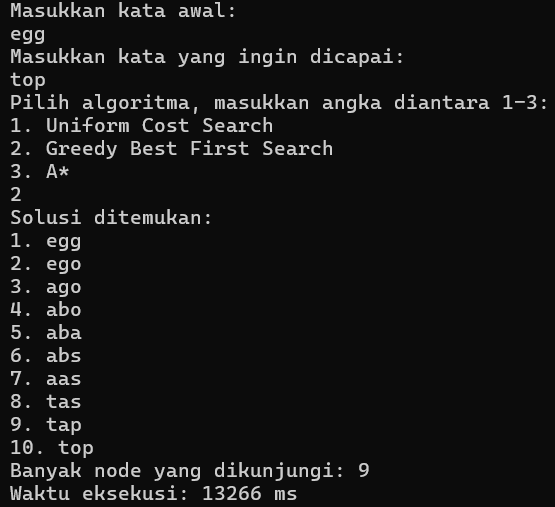 Masukkan kata awal:
egg
Masukkan kata yang ingin dicapai:
top
Pilih algoritma, masukkan angka diantara 1-3:
1. Uniform Cost Search
2. Greedy Best First Search
3. A*
2
Solusi ditemukan:
1. egg
2. ego
3. ago
4. abo
5. aba
6. abs
7. aas
8. tas
9. tap
10. top
Banyak node yang dikunjungi: 9
Waktu eksekusi: 13266 ms